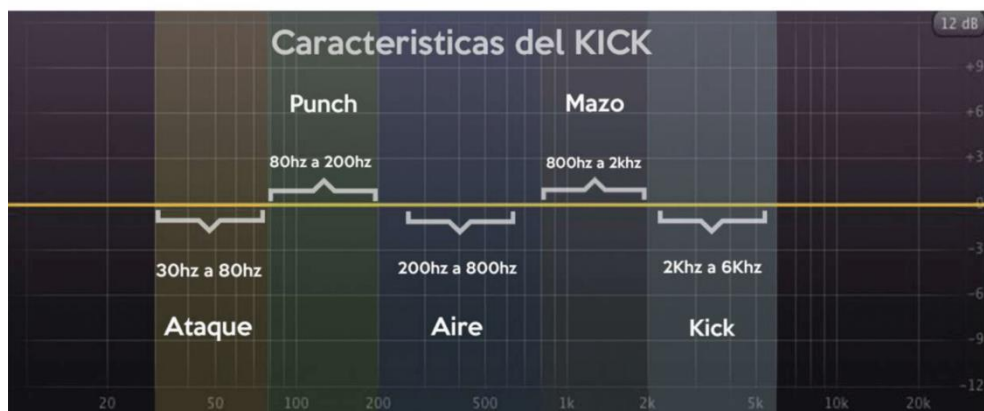 12 dB
Caracteristicas del KICK
+9
Punch
Mazo
+6
80hz a 200hz
800hz a 2khz
+3
0
-3
30hz a 80hz
200hz a 800hz
2Khz a 6Khz
-6
Ataque
Aire
Kick
-9
-12
20 50 100 200 500 1k 2k 5k 10k 20k